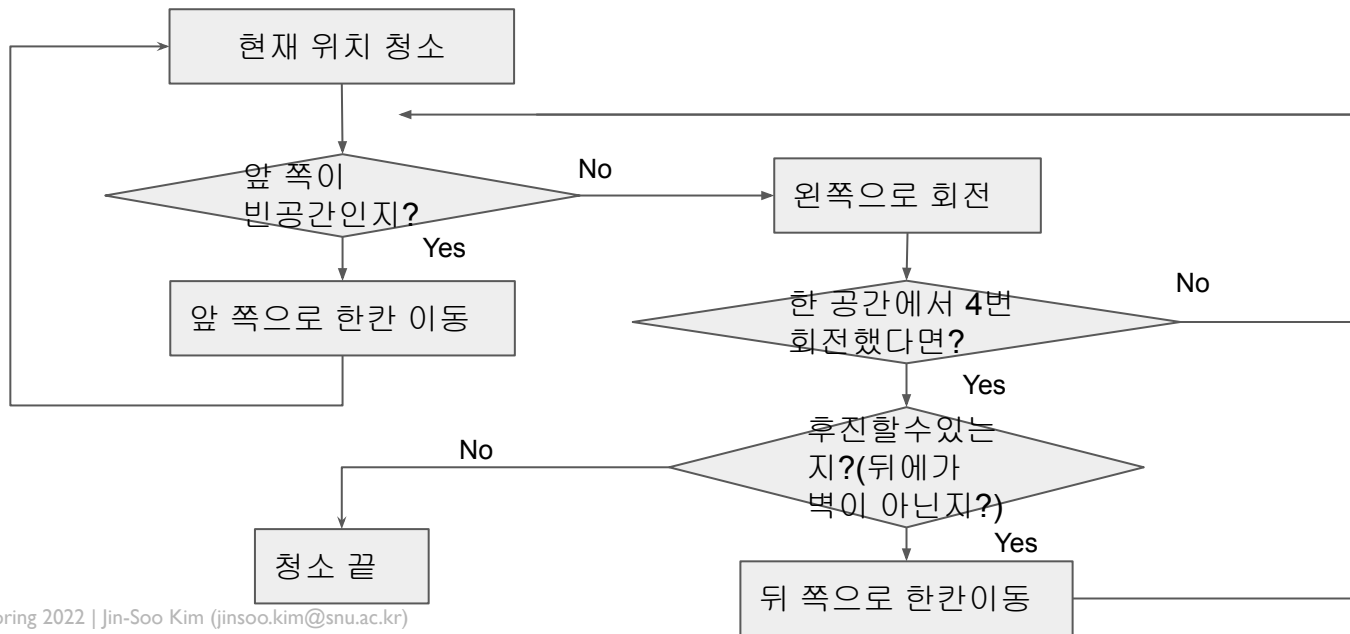 현재 위치 청소
앞 쪽이
빈공간인지?
No
왼쪽으로 회전
Yes
앞 쪽으로 한칸 이동
한 공간에서 4번
회전했다면?
No
Yes
후진할수있는
지?(뒤에가
벽이 아닌지?)
No
청소 끝
Yes
뒤 쪽으로 한칸이동
ring 2022 | Jin-Soo Kim (jinsoo.kim@snu.ac.kr)